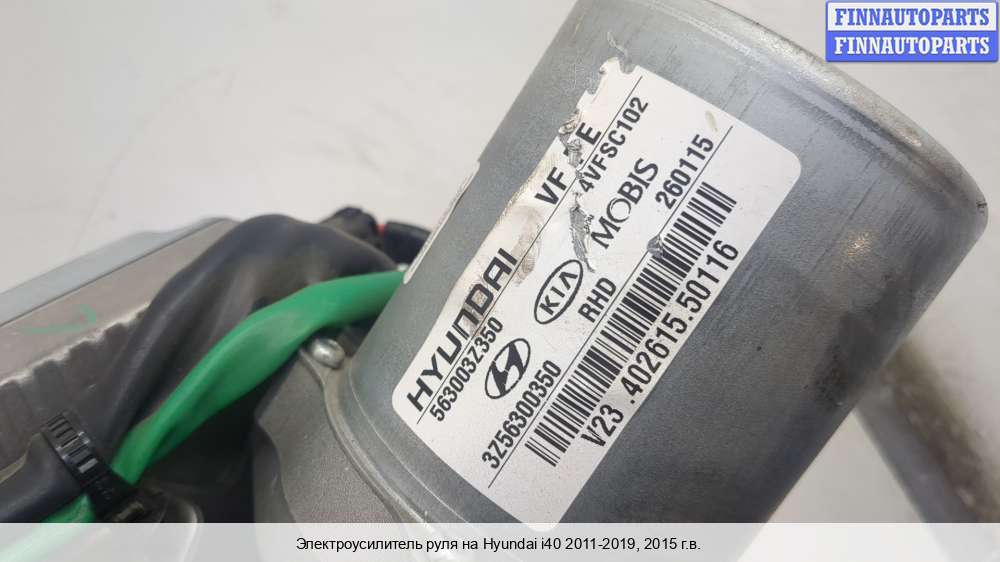 FINNAUTOPARTS
FINNAUTOPARTS
HYUNDAI VF
563003Z350 4VFSC102
KIA MOBIS
RHD 260115
3Z56300350
V23 .402615.50116
Электроусилитель руля на Hyundai i40 2011-2019, 2015 г.в.